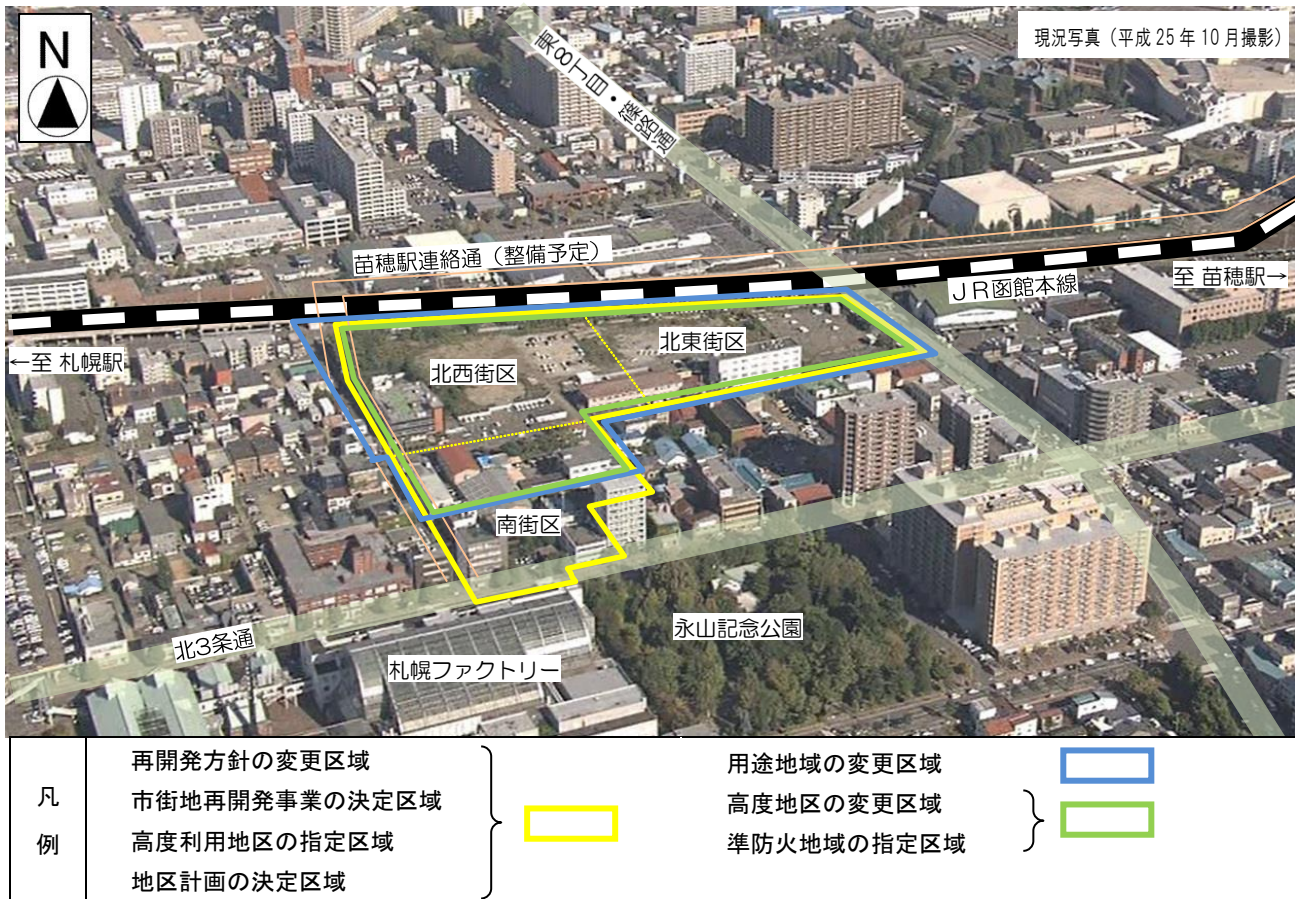 N
現況写真（平成25年10月撮影）
東8丁目・篠路通
苗穂駅連絡通（整備予定）
至 苗穂駅→
JR函館本線
北東街区
←至 札幌駅
北西街区
南街区
永山記念公園
北3条通
札幌ファクトリー
凡例
再開発方針の変更区域
市街地再開発事業の決定区域
高度利用地区の指定区域
地区計画の決定区域
用途地域の変更区域
高度地区の変更区域
準防火地域の指定区域